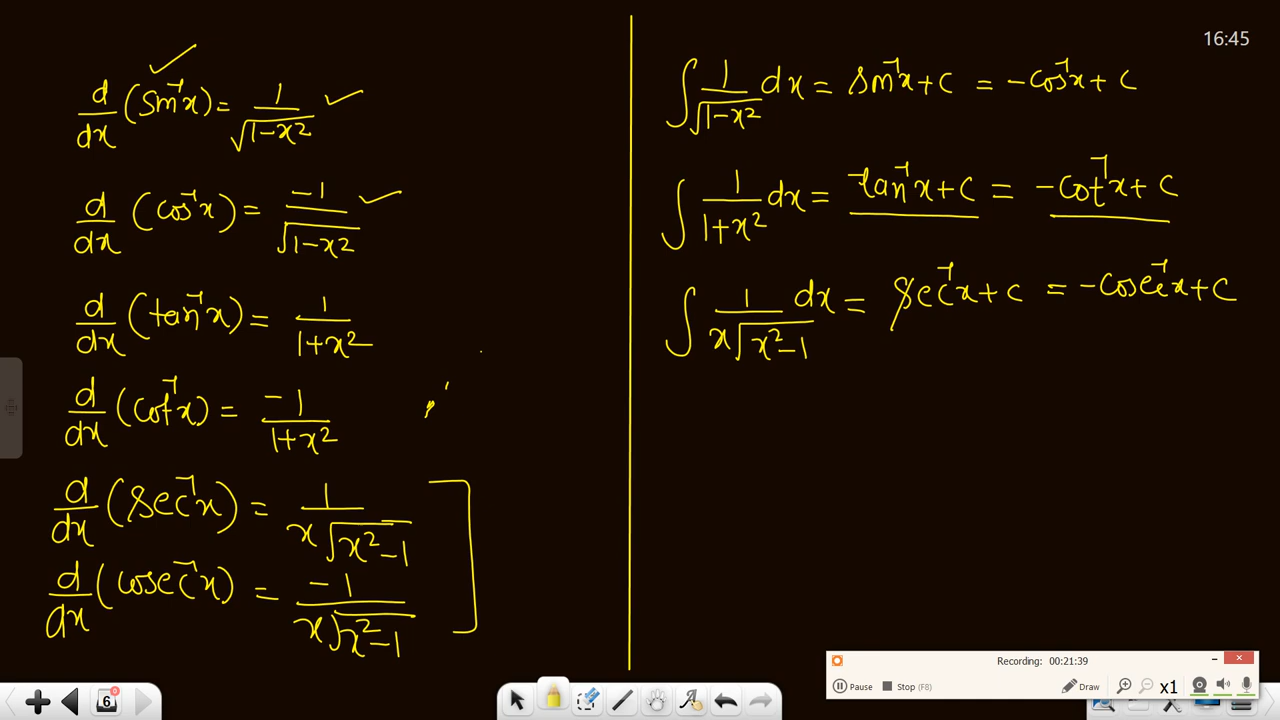 16:45
d/dx (sin⁻¹x) = 1/√(1-x²)
d/dx (cos⁻¹x) = -1/√(1-x²)
d/dx (tan⁻¹x) = 1/(1+x²)
d/dx (cot⁻¹x) = -1/(1+x²)
d/dx (sec⁻¹x) = 1/(x√(x²-1))
d/dx (cosec⁻¹x) = -1/(x√(x²-1))
∫ 1/√(1-x²) dx = sin⁻¹x + c = -cos⁻¹x + c
∫ 1/(1+x²) dx = tan⁻¹x + c = -cot⁻¹x + c
∫ 1/(x√(x²-1)) dx = sec⁻¹x + c = -cosec⁻¹x + c
Recording: 00:21:39
Pause Stop (F8) Draw x1
6 0